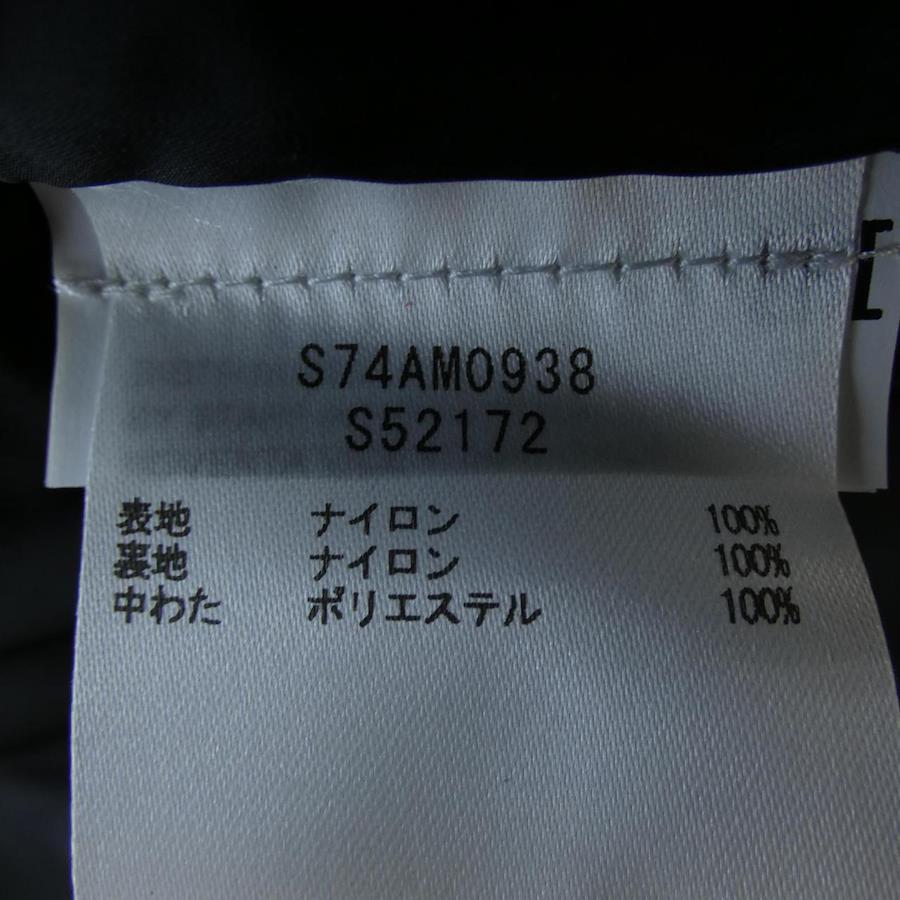 S74AM0938
S52172
表地 ナイロン 100%
裏地 ナイロン 100%
中わた ポリエステル 100%